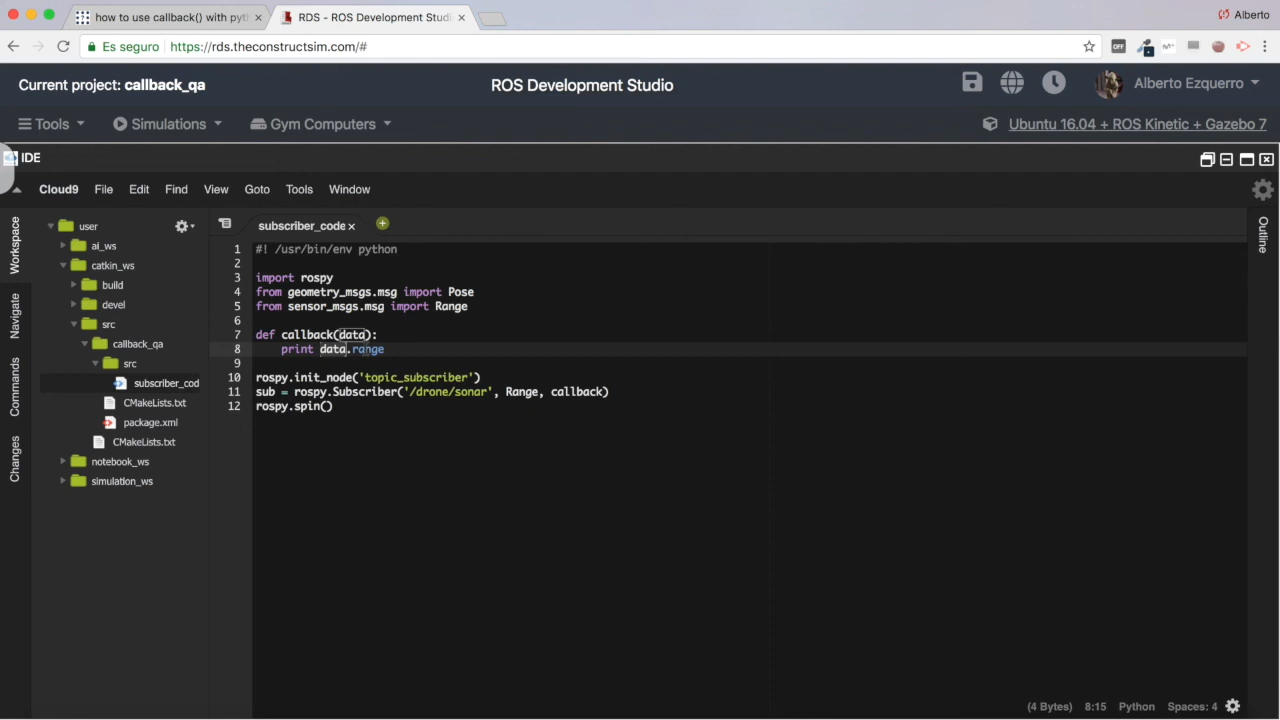 how to use callback() with pyth ×
RDS - ROS Development Studi ×
Alberto
Es seguro https://rds.theconstructsim.com/#
OFF
Current project: callback_qa
ROS Development Studio
Alberto Ezquerro
Tools
Simulations
Gym Computers
Ubuntu 16.04 + ROS Kinetic + Gazebo 7
IDE
Cloud9 File Edit Find View Goto Tools Window
Workspace
Navigate
Commands
Changes
user
ai_ws
catkin_ws
build
devel
src
callback_qa
src
subscriber_cod
CMakeLists.txt
package.xml
CMakeLists.txt
notebook_ws
simulation_ws
subscriber_code ×
1 #! /usr/bin/env python
2
3 import rospy
4 from geometry_msgs.msg import Pose
5 from sensor_msgs.msg import Range
6
7 def callback(data):
8 print data.range
9
10 rospy.init_node('topic_subscriber')
11 sub = rospy.Subscriber('/drone/sonar', Range, callback)
12 rospy.spin()
Outline
(4 Bytes) 8:15 Python Spaces: 4